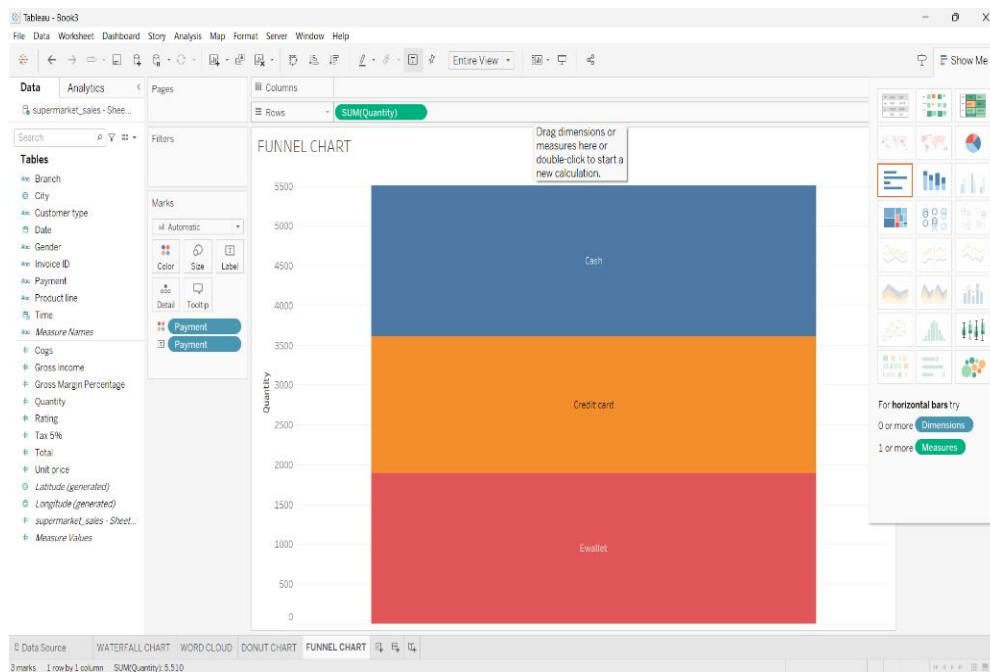 Tableau - Book3
File Data Worksheet Dashboard Story Analysis Map Format Server Window Help
Entire View
Show Me
Data Analytics
Pages
Columns
supermarket_sales - Shee...
Rows
SUM(Quantity)
Search
Filters
FUNNEL CHART
Drag dimensions or
measures here or
double-click to start a
new calculation.
Tables
Abc Branch
City
Abc Customer type
Date
Abc Gender
Abc Invoice ID
Abc Payment
Abc Product line
Time
Abc Measure Names
Cogs
Gross Income
Gross Margin Percentage
Quantity
Rating
Tax 5%
Total
Unit price
Latitude (generated)
Longitude (generated)
supermarket_sales - Sheet...
Measure Values
Marks
Automatic
Color Size Label
Detail Tooltip
Payment
Payment
5500
5000
4500
4000
3500
3000
2500
2000
1500
1000
500
0
Quantity
Cash
Credit card
Ewallet
For horizontal bars try
0 or more Dimensions
1 or more Measures
Data Source WATERFALL CHART WORD CLOUD DONUT CHART FUNNEL CHART
3 marks 1 row by 1 column SUM(Quantity): 5,510